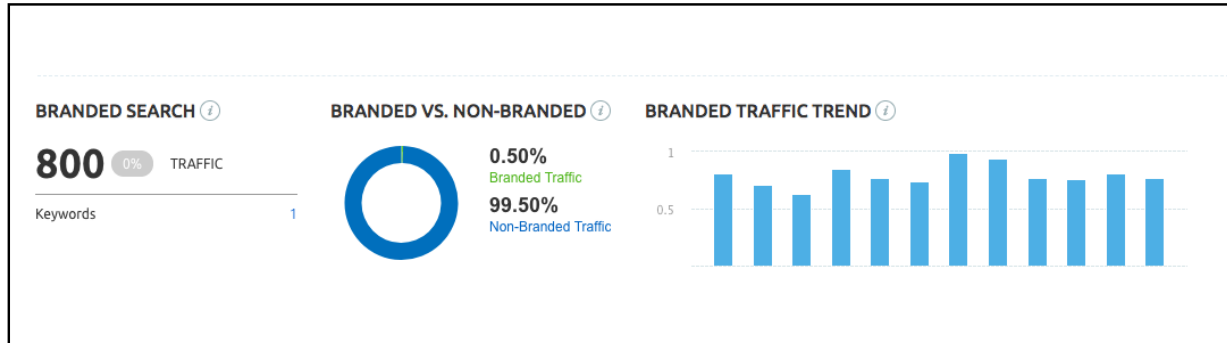 BRANDED SEARCH i
800 0% TRAFFIC
Keywords 1
BRANDED VS. NON-BRANDED i
0.50%
Branded Traffic
99.50%
Non-Branded Traffic
BRANDED TRAFFIC TREND i
1
0.5